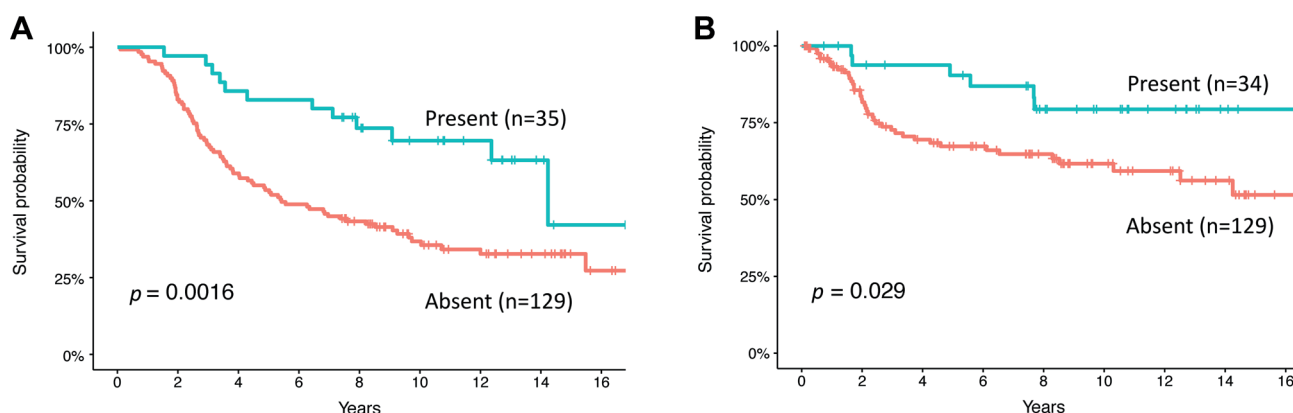 A
Survival probability
100%
75%
50%
25%
0%
Present (n=35)
Absent (n=129)
p = 0.0016
0 2 4 6 8 10 12 14 16
Years
B
Survival probability
100%
75%
50%
25%
0%
Present (n=34)
Absent (n=129)
p = 0.029
0 2 4 6 8 10 12 14 16
Years